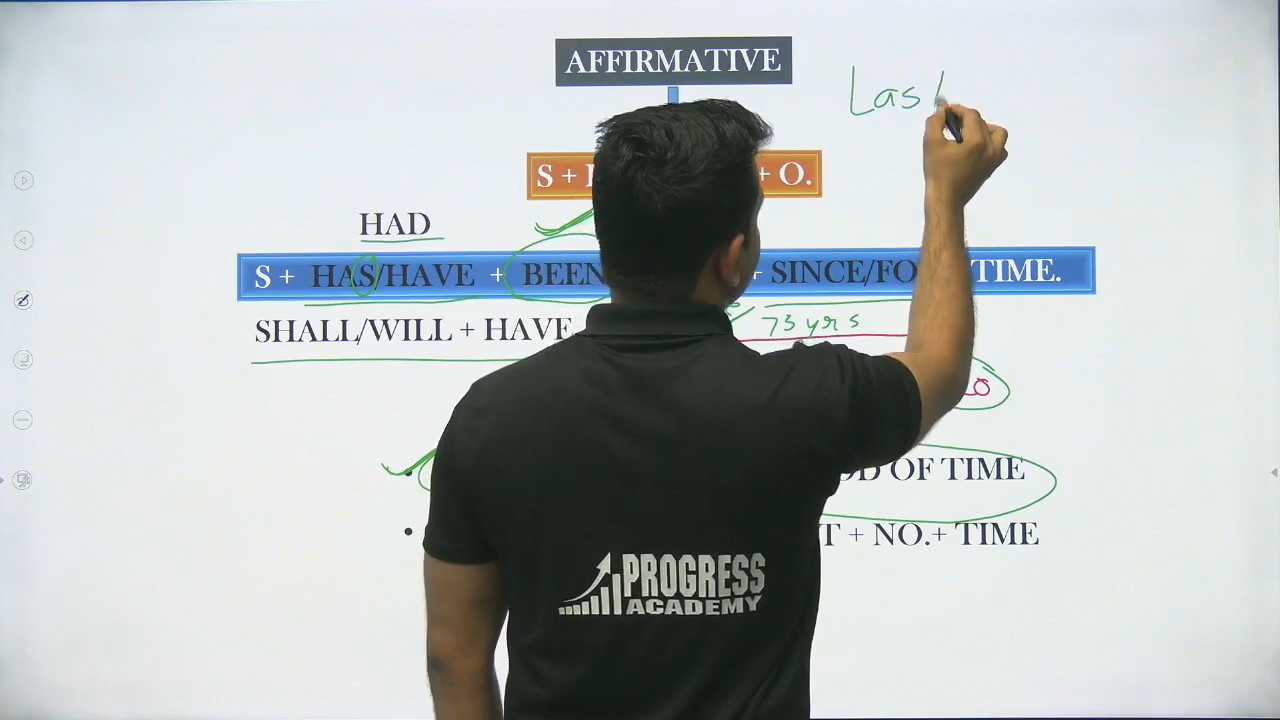 AFFIRMATIVE
Las
S + + O.
HAD
S + HAS/HAVE + BEEN + SINCE/FO TIME.
SHALL/WILL + HAVE 73 yrs
OD OF TIME
T + NO.+ TIME
PROGRESS
ACADEMY